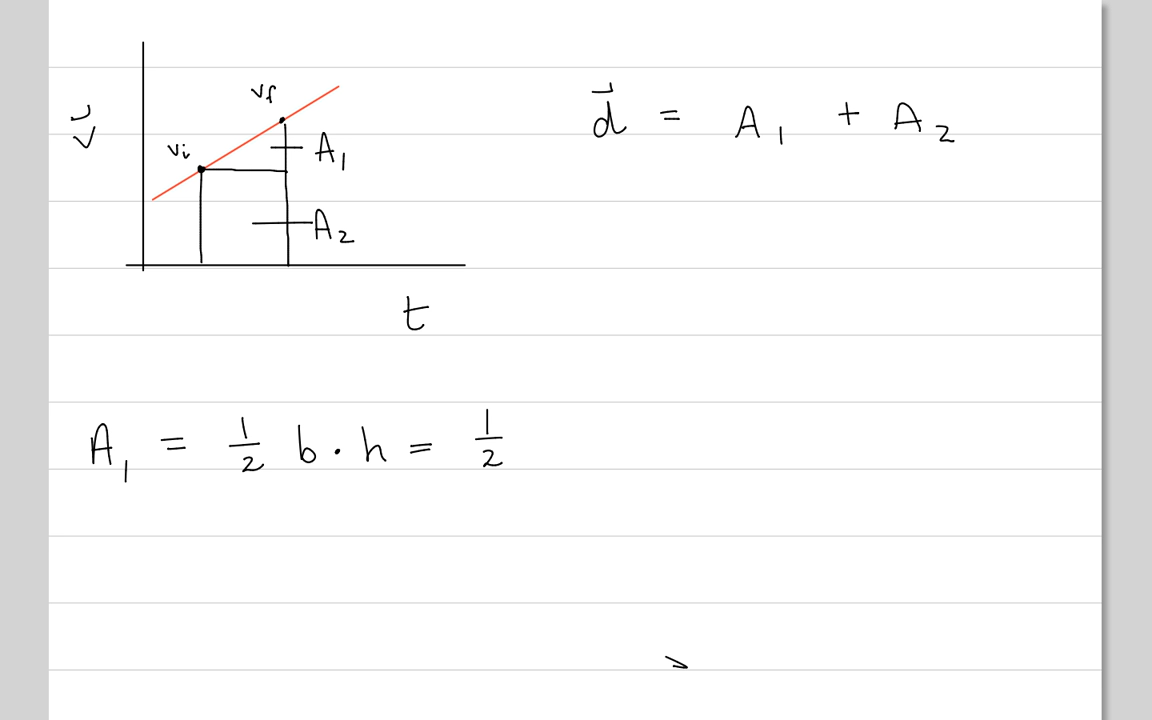 vf
v⃗
vi
A₁
A₂
t
d⃗ = A₁ + A₂
A₁ = ½ b · h = ½